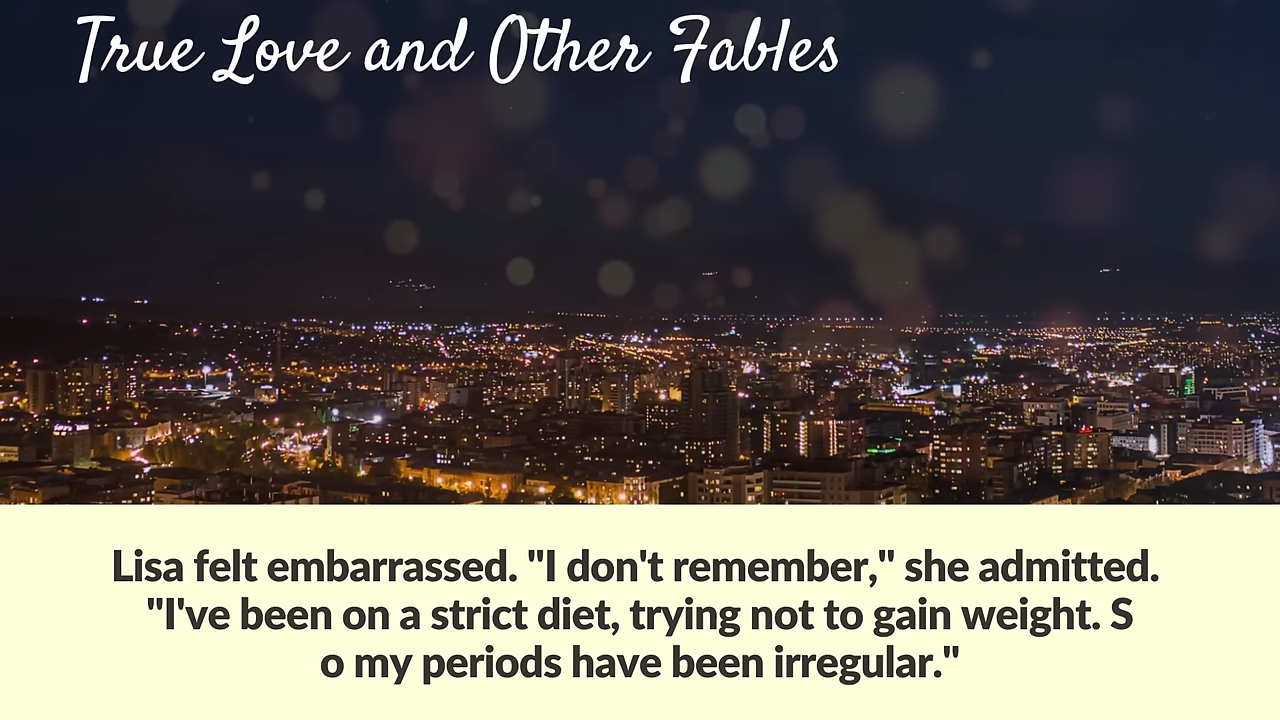 True Love and Other Fables
Lisa felt embarrassed. "I don't remember," she admitted.
"I've been on a strict diet, trying not to gain weight. S
o my periods have been irregular."